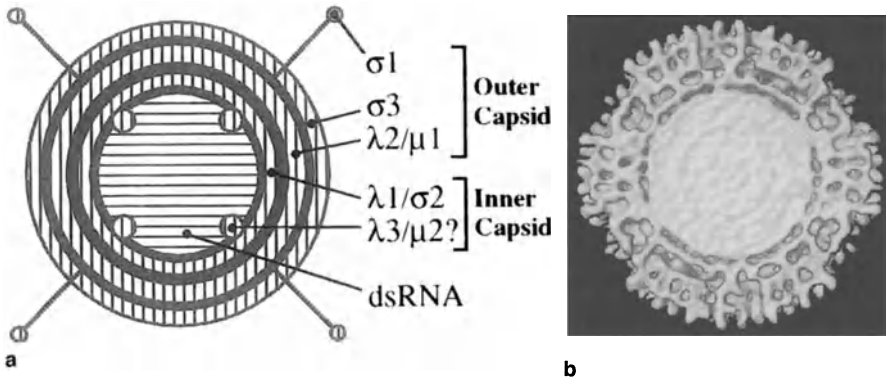 σ1
σ3
λ2/μ1
Outer
Capsid
λ1/σ2
λ3/μ2?
Inner
Capsid
dsRNA
a
b